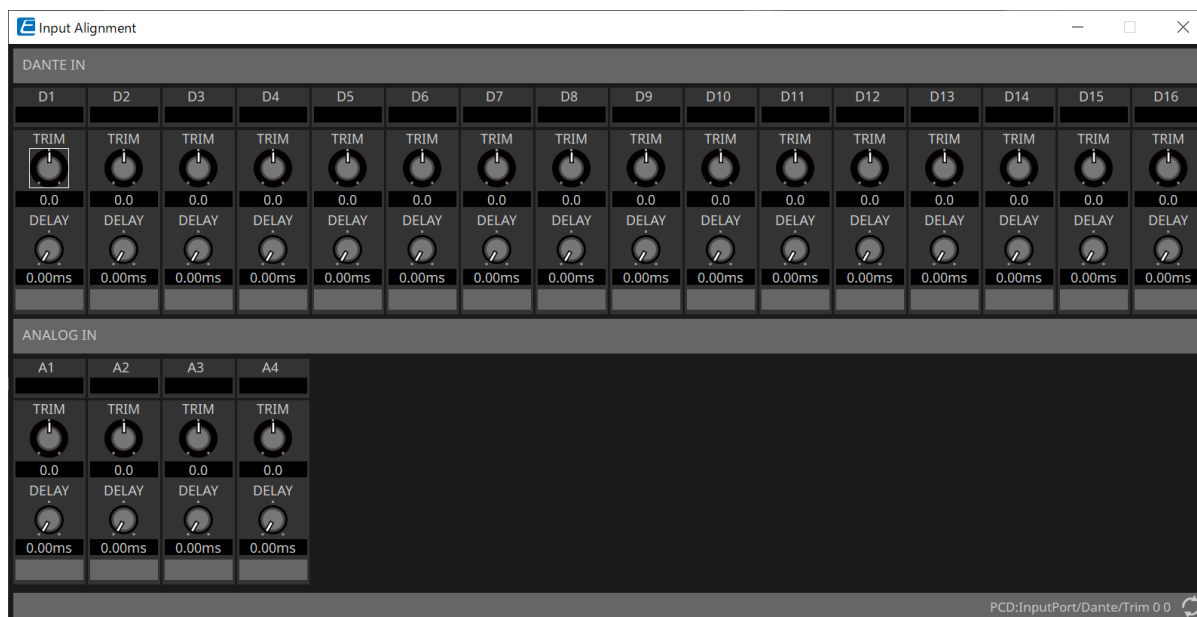 Input Alignment
DANTE IN
D1 D2 D3 D4 D5 D6 D7 D8 D9 D10 D11 D12 D13 D14 D15 D16
TRIM TRIM TRIM TRIM TRIM TRIM TRIM TRIM TRIM TRIM TRIM TRIM TRIM TRIM TRIM TRIM
0.0 0.0 0.0 0.0 0.0 0.0 0.0 0.0 0.0 0.0 0.0 0.0 0.0 0.0 0.0 0.0
DELAY DELAY DELAY DELAY DELAY DELAY DELAY DELAY DELAY DELAY DELAY DELAY DELAY DELAY DELAY DELAY
0.00ms 0.00ms 0.00ms 0.00ms 0.00ms 0.00ms 0.00ms 0.00ms 0.00ms 0.00ms 0.00ms 0.00ms 0.00ms 0.00ms 0.00ms 0.00ms
ANALOG IN
A1 A2 A3 A4
TRIM TRIM TRIM TRIM
0.0 0.0 0.0 0.0
DELAY DELAY DELAY DELAY
0.00ms 0.00ms 0.00ms 0.00ms
PCD:InputPort/Dante/Trim 0 0